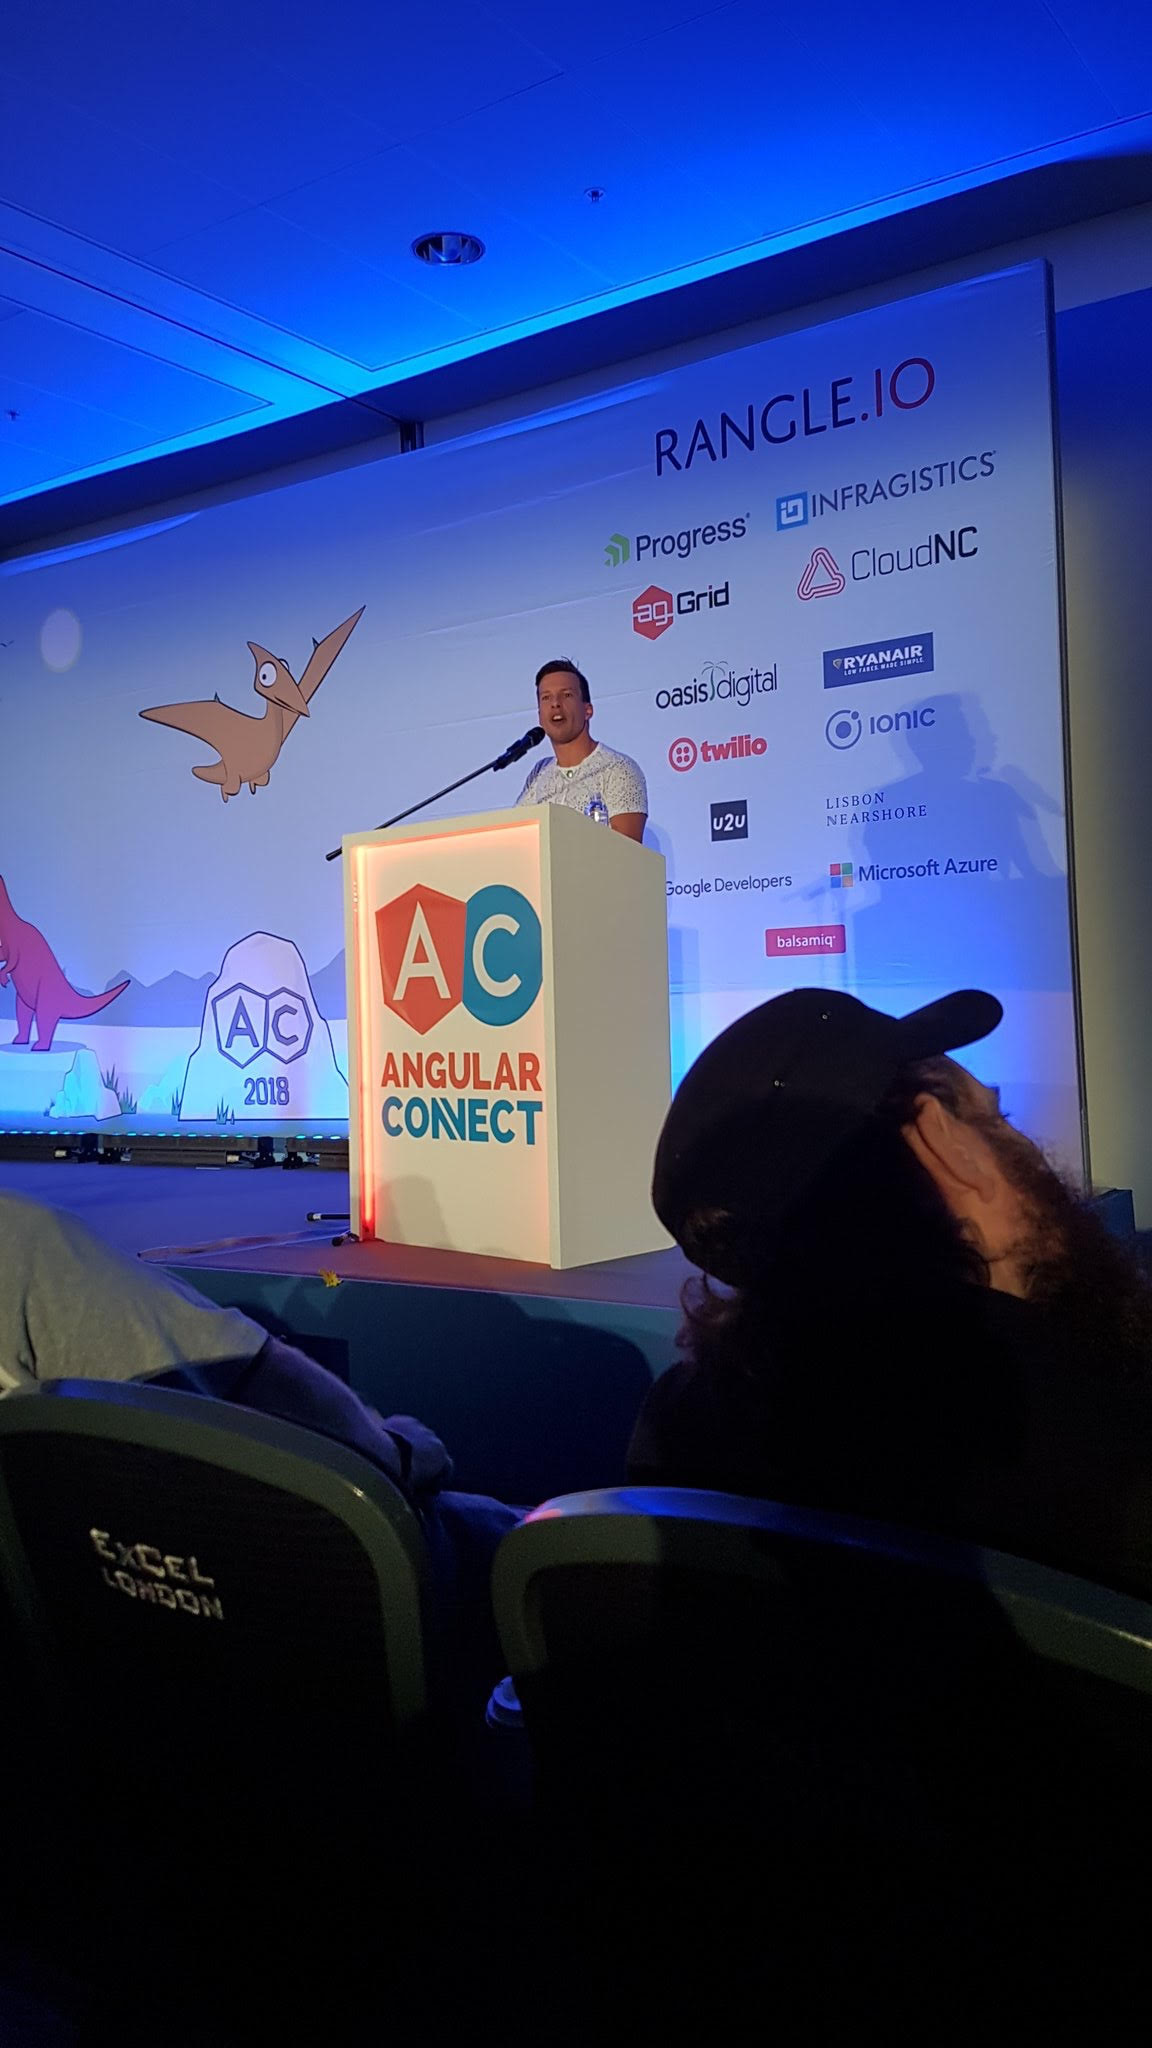 RANGLE.IO
INFRAGISTICS
Progress
CloudNC
ag Grid
RYANAIR
LOW FARES. MADE SIMPLE.
oasis digital
IONIC
twilio
LISBON
NEARSHORE
u2u
Microsoft Azure
Google Developers
balsamiq
AC
ANGULAR
CONNECT
AC
2018
EXCEL
LONDON